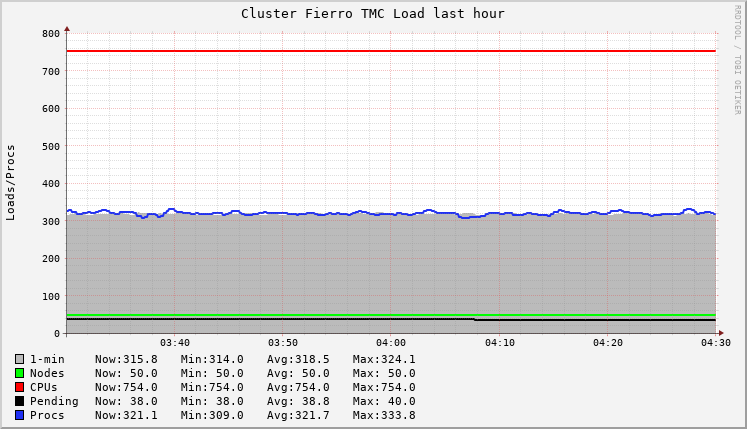 Cluster Fierro TMC Load last hour
RRDTOOL / TOBI OETIKER
Loads/Procs
800
700
600
500
400
300
200
100
0
03:40 03:50 04:00 04:10 04:20 04:30
1-min Now:315.8 Min:314.0 Avg:318.5 Max:324.1
Nodes Now: 50.0 Min: 50.0 Avg: 50.0 Max: 50.0
CPUs Now:754.0 Min:754.0 Avg:754.0 Max:754.0
Pending Now: 38.0 Min: 38.0 Avg: 38.8 Max: 40.0
Procs Now:321.1 Min:309.0 Avg:321.7 Max:333.8